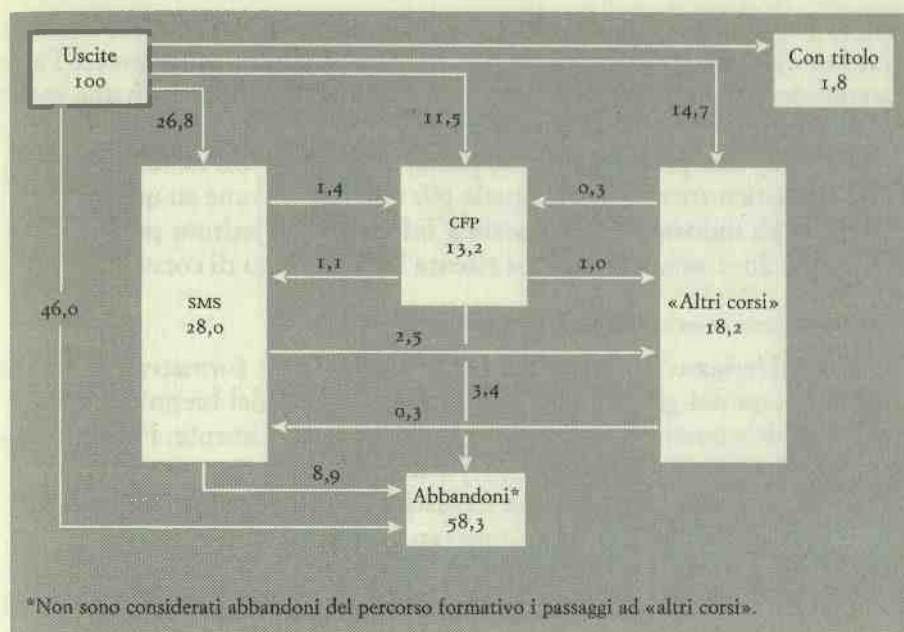 Uscite
100
Con titolo
1,8
26,8
11,5
14,7
1,4
0,3
CFP
13,2
1,1
1,0
46,0
SMS
28,0
«Altri corsi»
18,2
2,5
3,4
0,3
8,9
Abbandoni*
58,3
*Non sono considerati abbandoni del percorso formativo i passaggi ad «altri corsi».